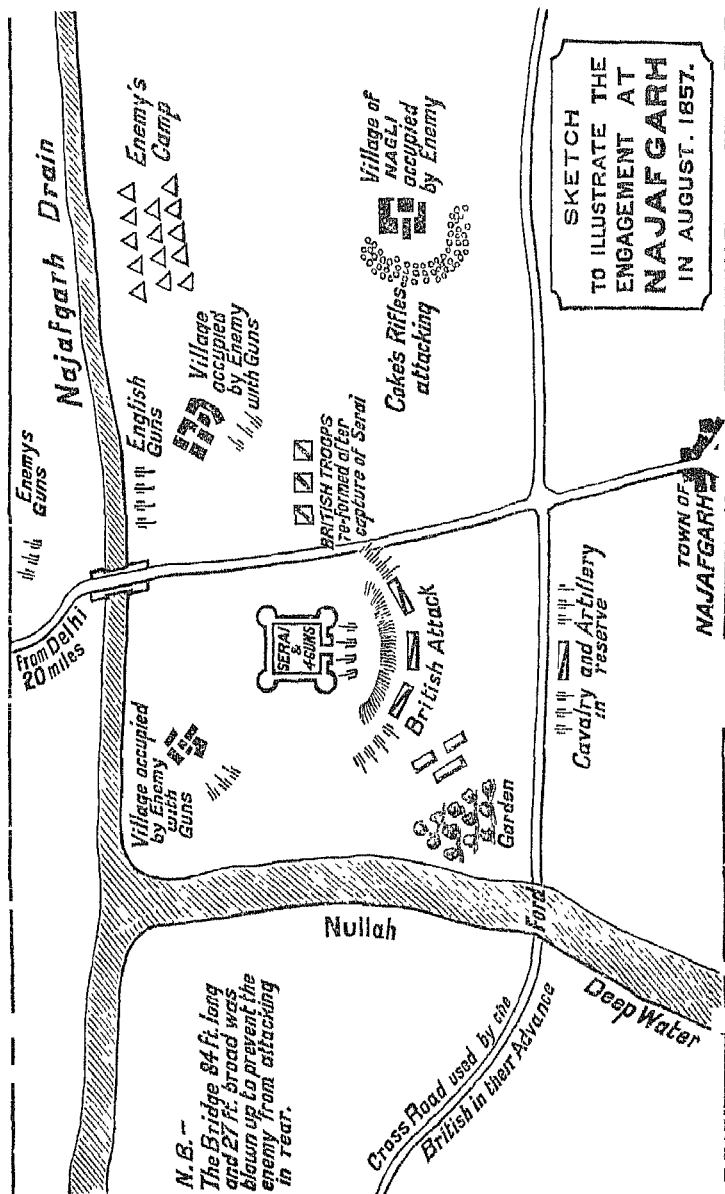 SKETCH
TO ILLUSTRATE THE
ENGAGEMENT AT
NAJAFGARH
IN AUGUST. 1857.
Enemys
Guns
Najafgarh Drain
Enemy's
Camp
From Delhi
20 miles
English
Guns
Village
occupied
by Enemy
with Guns
Village of
NAGLI
occupied
by Enemy
Coke's Rifles
attacking
Village occupied
by Enemy
with
Guns
SERAI
&
4 GUNS
BRITISH TROOPS
re-formed after
capture of Serai
British Attack
Garden
Nullah
Ford
Deep Water
Cavalry and Artillery
in reserve
TOWN OF
NAJAFGARH
Cross Road used by the
British in their Advance
N.B.-
The Bridge 84 ft. long
and 27 ft. broad was
blown up to prevent the
enemy from attacking
in rear.